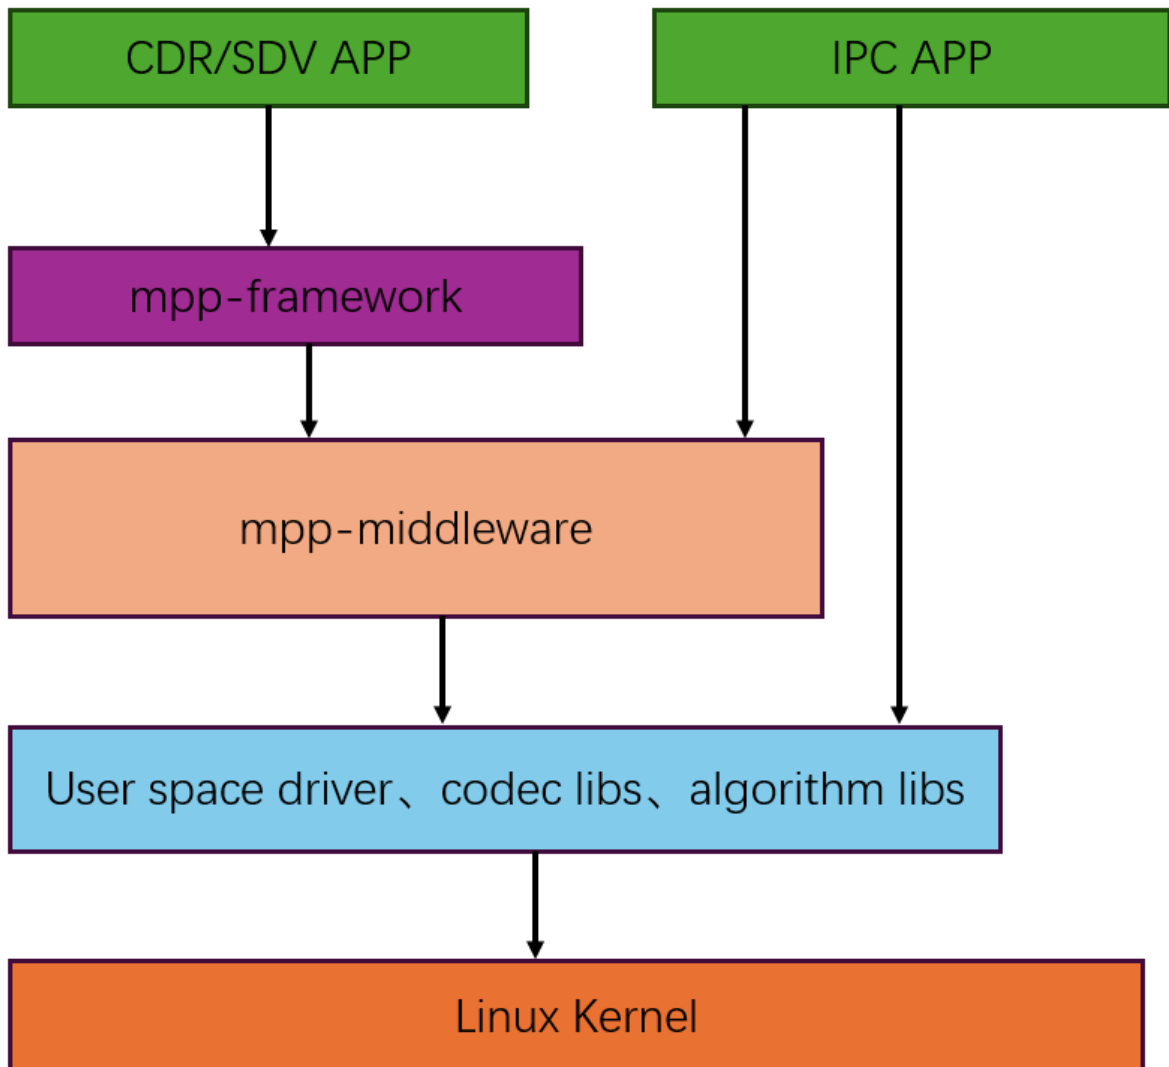 CDR/SDV APP
IPC APP
mpp-framework
mpp-middleware
User space driver、codec libs、algorithm libs
Linux Kernel